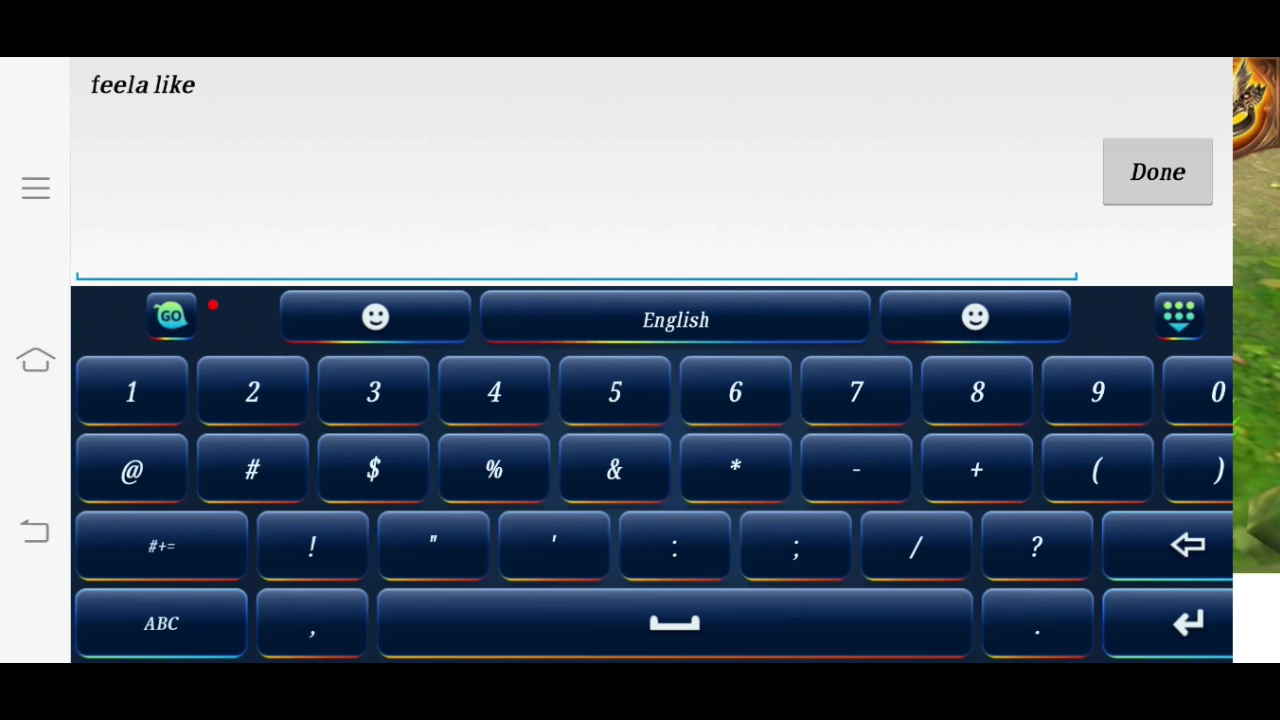 feela like
Done
GO English
1 2 3 4 5 6 7 8 9 0
@ # $ % & * - + ( )
#+= ! " ' : ; / ?
ABC , .